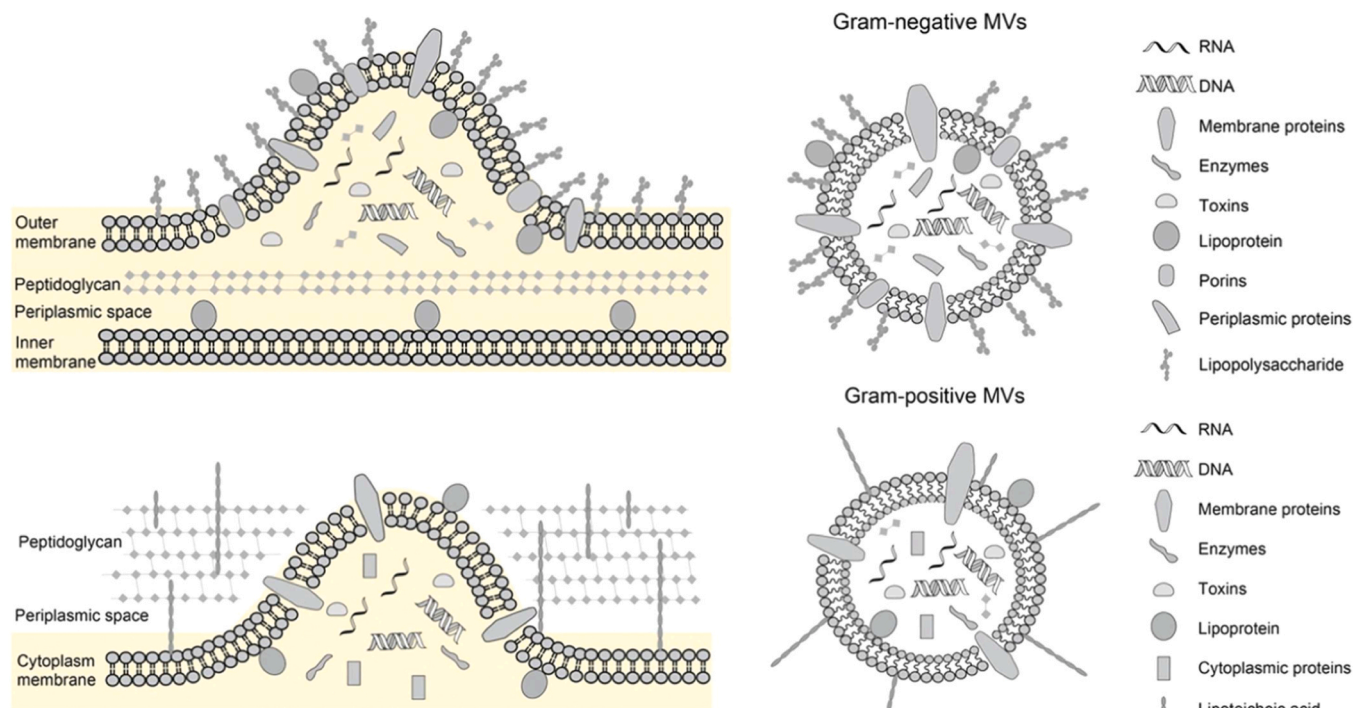 Gram-negative MVs
RNA
DNA
Membrane proteins
Enzymes
Toxins
Lipoprotein
Porins
Periplasmic proteins
Lipopolysaccharide
Outer
membrane
Peptidoglycan
Periplasmic space
Inner
membrane
Gram-positive MVs
RNA
DNA
Membrane proteins
Enzymes
Toxins
Lipoprotein
Cytoplasmic proteins
Lipoteichoic acid
Peptidoglycan
Periplasmic space
Cytoplasm
membrane